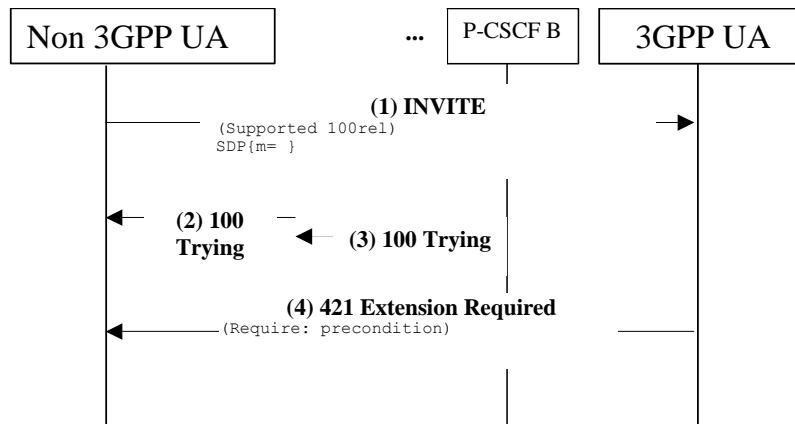 Non 3GPP UA
...
P-CSCF B
3GPP UA
(1) INVITE
(Supported 100rel)
SDP{m= }
(2) 100
Trying
(3) 100 Trying
(4) 421 Extension Required
(Require: precondition)